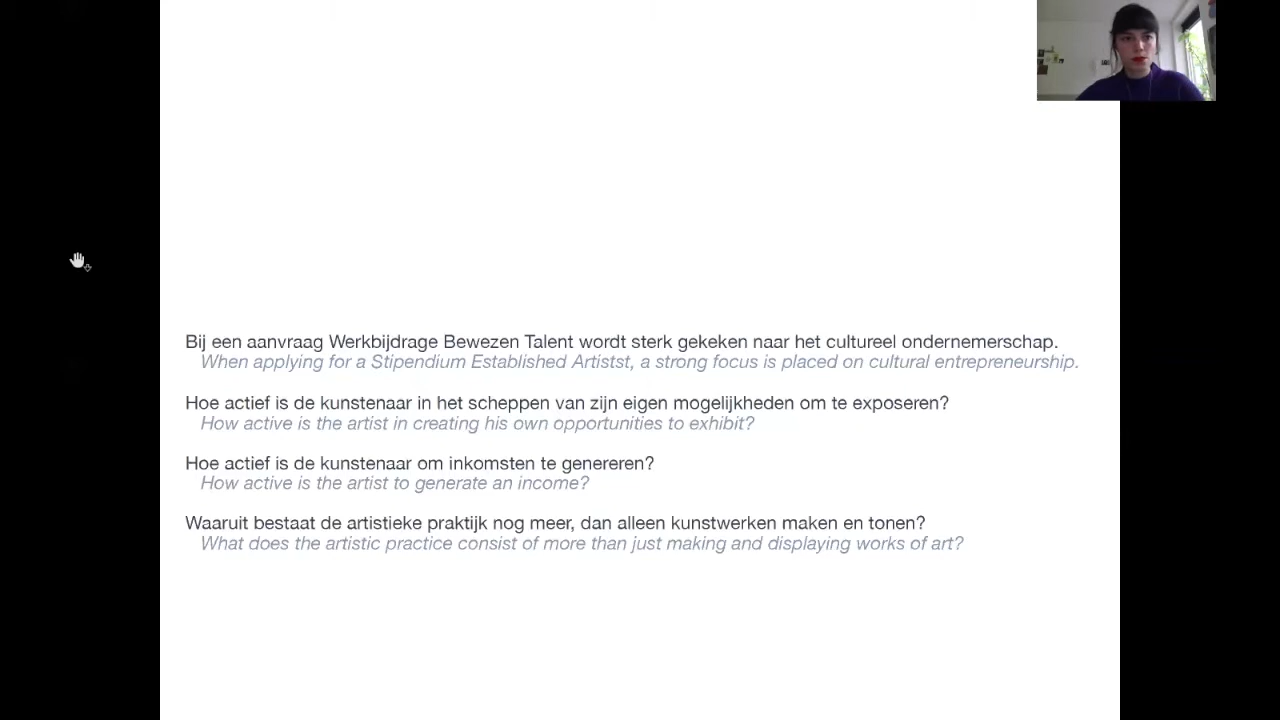 Bij een aanvraag Werkbijdrage Bewezen Talent wordt sterk gekeken naar het cultureel ondernemerschap.
When applying for a Stipendium Established Artistst, a strong focus is placed on cultural entrepreneurship.
Hoe actief is de kunstenaar in het scheppen van zijn eigen mogelijkheden om te exposeren?
How active is the artist in creating his own opportunities to exhibit?
Hoe actief is de kunstenaar om inkomsten te genereren?
How active is the artist to generate an income?
Waaruit bestaat de artistieke praktijk nog meer, dan alleen kunstwerken maken en tonen?
What does the artistic practice consist of more than just making and displaying works of art?